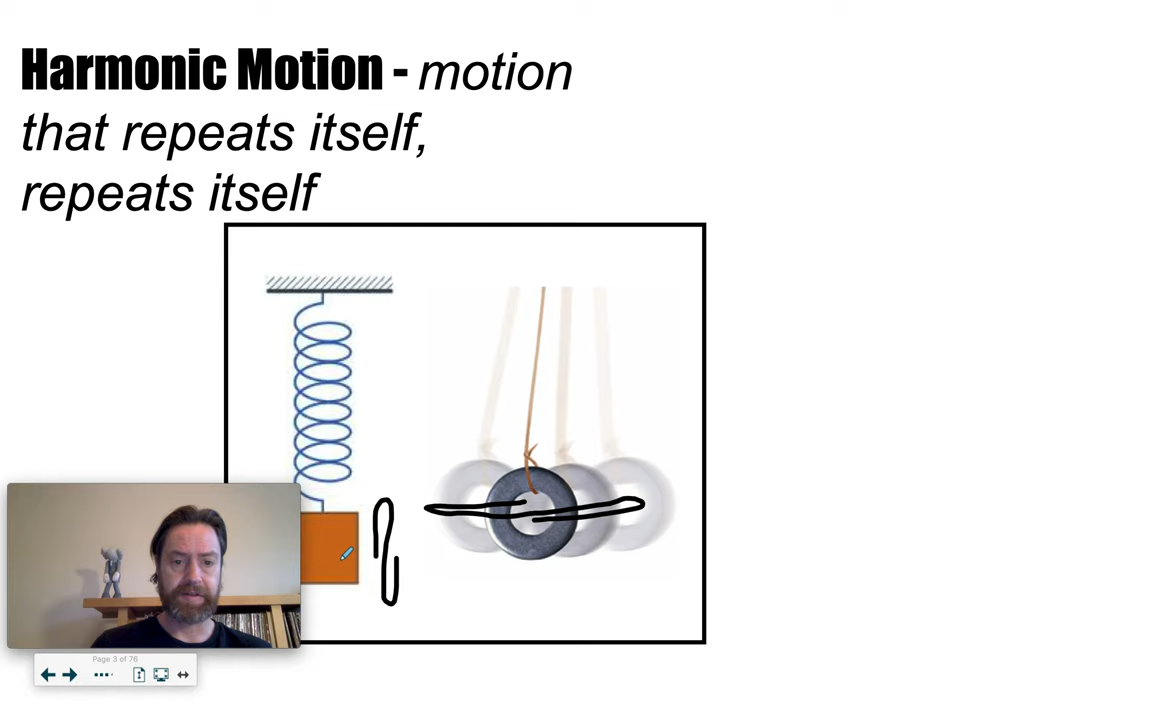 Harmonic Motion - motion
that repeats itself,
repeats itself
Page 3 of 76